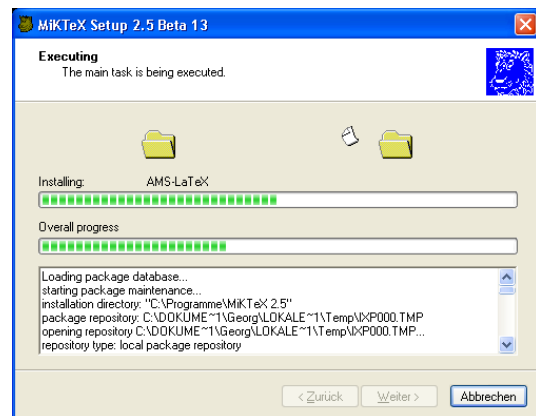 MiKTeX Setup 2.5 Beta 13
Executing
The main task is being executed.
Installing: AMS-LaTeX
Overall progress
Loading package database...
starting package maintenance...
installation directory: "C:\Programme\MiKTeX 2.5"
package repository: C:\DOKUME~1\Georg\LOKALE~1\Temp\IXP000.TMP
opening repository C:\DOKUME~1\Georg\LOKALE~1\Temp\IXP000.TMP...
repository type: local package repository
< Zurück Weiter > Abbrechen